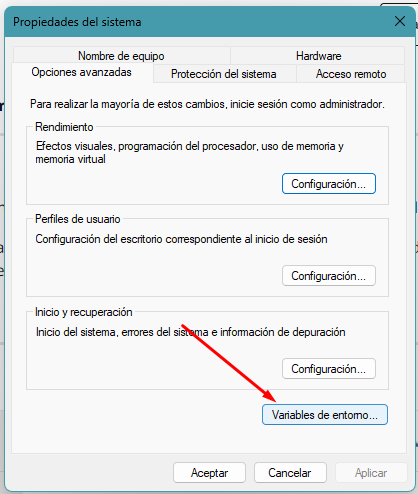 Propiedades del sistema
Nombre de equipo
Hardware
Opciones avanzadas
Protección del sistema
Acceso remoto
Para realizar la mayoría de estos cambios, inicie sesión como administrador.
Rendimiento
Efectos visuales, programación del procesador, uso de memoria y
memoria virtual
Configuración...
Perfiles de usuario
Configuración del escritorio correspondiente al inicio de sesión
Configuración...
Inicio y recuperación
Inicio del sistema, errores del sistema e información de depuración
Configuración...
Variables de entorno...
Aceptar
Cancelar
Aplicar